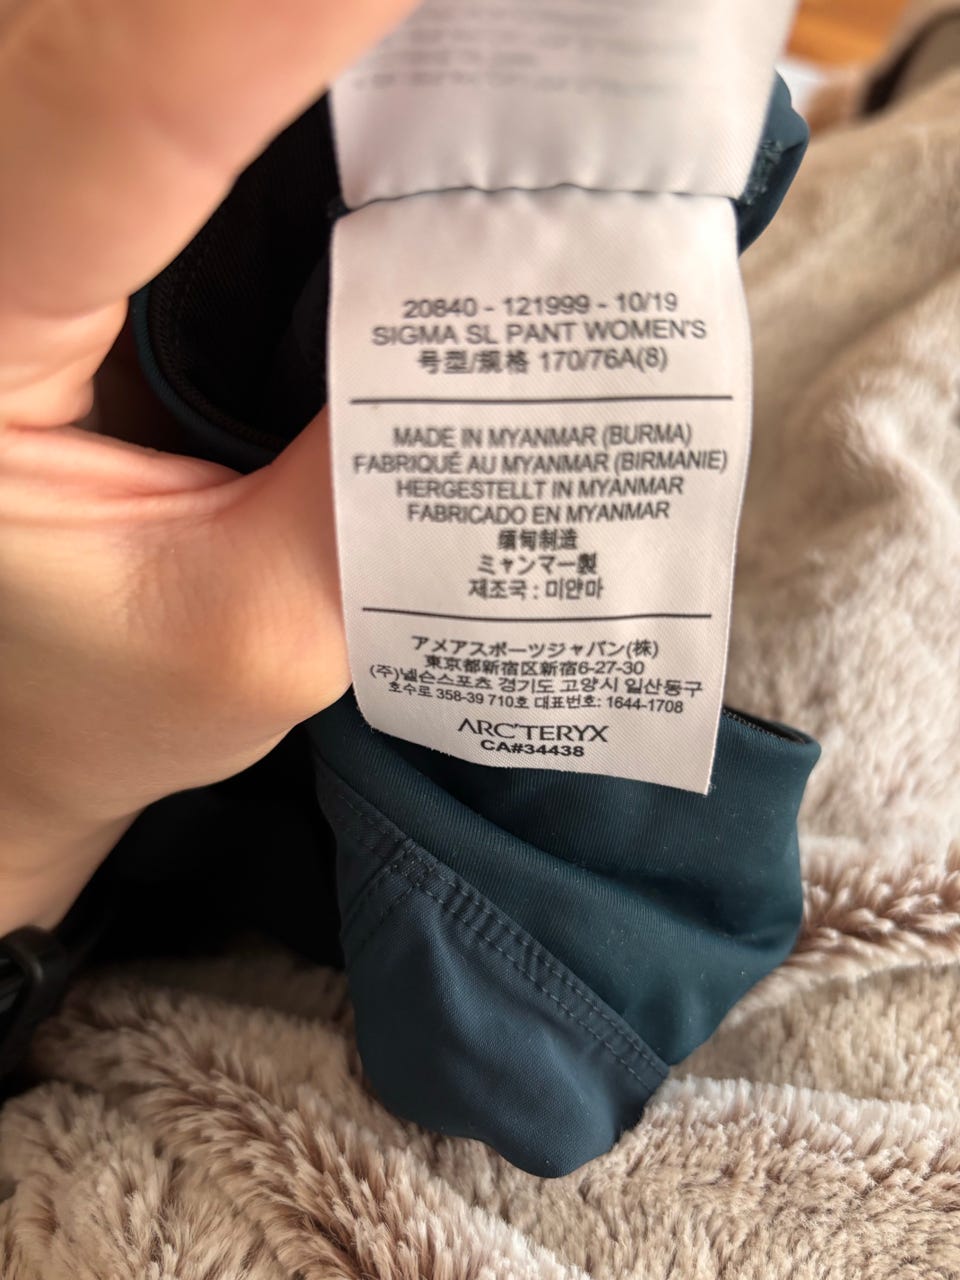 20840 - 121999 - 10/19
SIGMA SL PANT WOMEN'S
号型/规格 170/76A(8)
MADE IN MYANMAR (BURMA)
FABRIQUÉ AU MYANMAR (BIRMANIE)
HERGESTELLT IN MYANMAR
FABRICADO EN MYANMAR
缅甸制造
ミャンマー製
제조국 : 미얀마
アメアスポーツジャパン(株)
東京都新宿区新宿6-27-30
(주)넬슨스포츠 경기도 고양시 일산동구
호수로 358-39 710호 대표번호: 1644-1708
ARC'TERYX
CA#34438